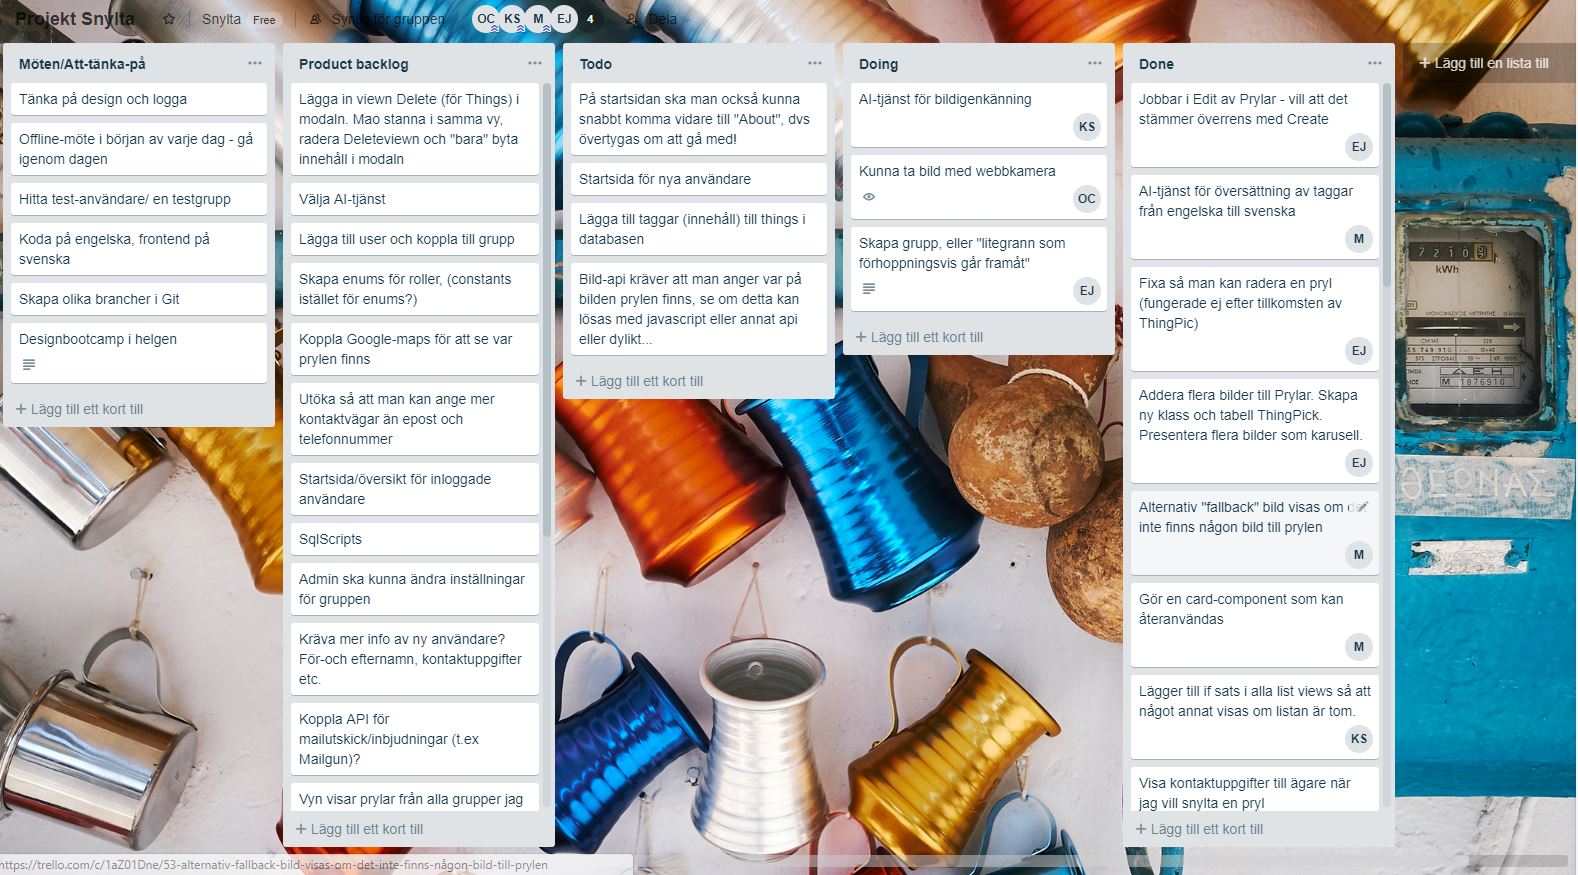 Projekt Snylta
Snylta
Free
Synlig för gruppen
OC
KS
M
EJ
4
Dela
Möten/Att-tänka-på
Tänka på design och logga
Offline-möte i början av varje dag - gå
igenom dagen
Hitta test-användare/ en testgrupp
Koda på engelska, frontend på
svenska
Skapa olika brancher i Git
Designbootcamp i helgen
+ Lägg till ett kort till
Product backlog
Lägga in viewn Delete (för Things) i
modaln. Mao stanna i samma vy,
radera Deleteviewn och "bara" byta
innehåll i modaln
Välja AI-tjänst
Lägga till user och koppla till grupp
Skapa enums för roller, (constants
istället för enums?)
Koppla Google-maps för att se var
prylen finns
Utöka så att man kan ange mer
kontaktvägar än epost och
telefonnummer
Startsida/översikt för inloggade
användare
SqlScripts
Admin ska kunna ändra inställningar
för gruppen
Kräva mer info av ny användare?
För-och efternamn, kontaktuppgifter
etc.
Koppla API för
mailutskick/inbjudningar (t.ex
Mailgun)?
Vyn visar prylar från alla grupper jag
+ Lägg till ett kort till
Todo
På startsidan ska man också kunna
snabbt komma vidare till "About", dvs
övertygas om att gå med!
Startsida för nya användare
Lägga till taggar (innehåll) till things i
databasen
Bild-api kräver att man anger var på
bilden prylen finns, se om detta kan
lösas med javascript eller annat api
eller dylikt...
+ Lägg till ett kort till
Doing
AI-tjänst för bildigenkänning
KS
Kunna ta bild med webbkamera
OC
Skapa grupp, eller "litegrann som
förhoppningsvis går framåt"
EJ
+ Lägg till ett kort till
Done
Jobbar i Edit av Prylar - vill att det
stämmer överrens med Create
EJ
AI-tjänst för översättning av taggar
från engelska till svenska
M
Fixa så man kan radera en pryl
(fungerade ej efter tillkomsten av
ThingPic)
EJ
Addera flera bilder till Prylar. Skapa
ny klass och tabell ThingPick.
Presentera flera bilder som karusell.
EJ
Alternativ "fallback" bild visas om det
inte finns någon bild till prylen
M
Gör en card-component som kan
återanvändas
M
Lägger till if sats i alla list views så att
något annat visas om listan är tom.
KS
Visa kontaktuppgifter till ägare när
jag vill snylta en pryl
+ Lägg till ett kort till
+ Lägg till en lista till
7 2 1 0
kWh
ΔΕΗ
M 1876910
ΘΕΩΝΑΣ
https://trello.com/c/1aZ01Dne/53-alternativ-fallback-bild-visas-om-det-inte-finns-någon-bild-till-prylen